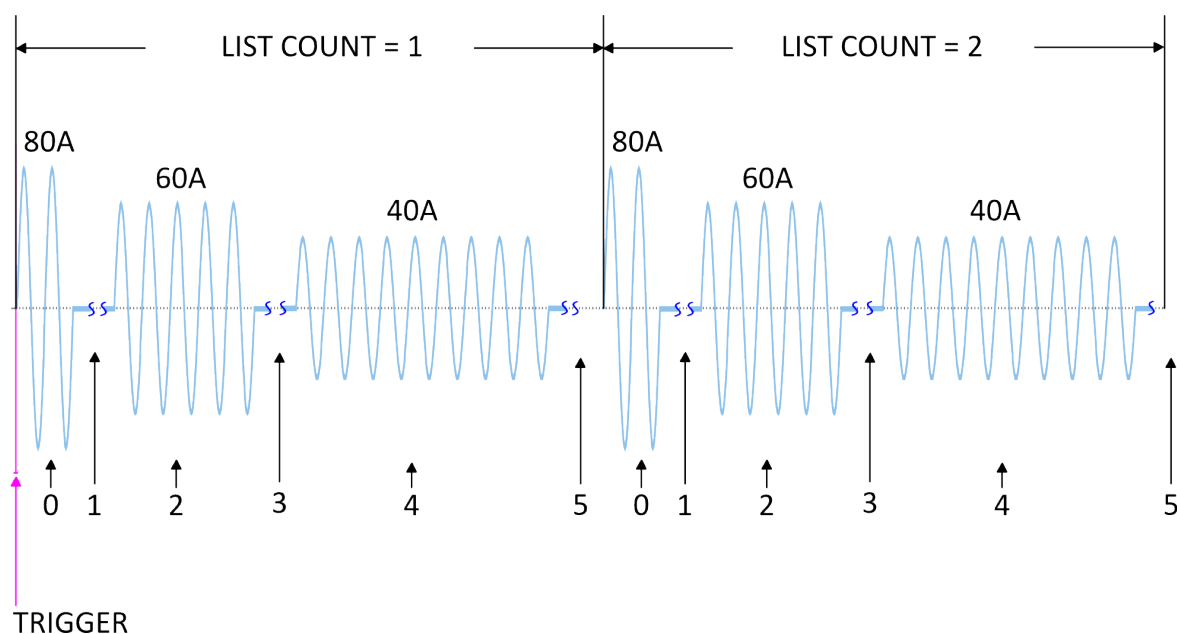 LIST COUNT = 1
LIST COUNT = 2
80A
60A
40A
80A
60A
40A
0 1 2 3 4 5 0 1 2 3 4 5
TRIGGER